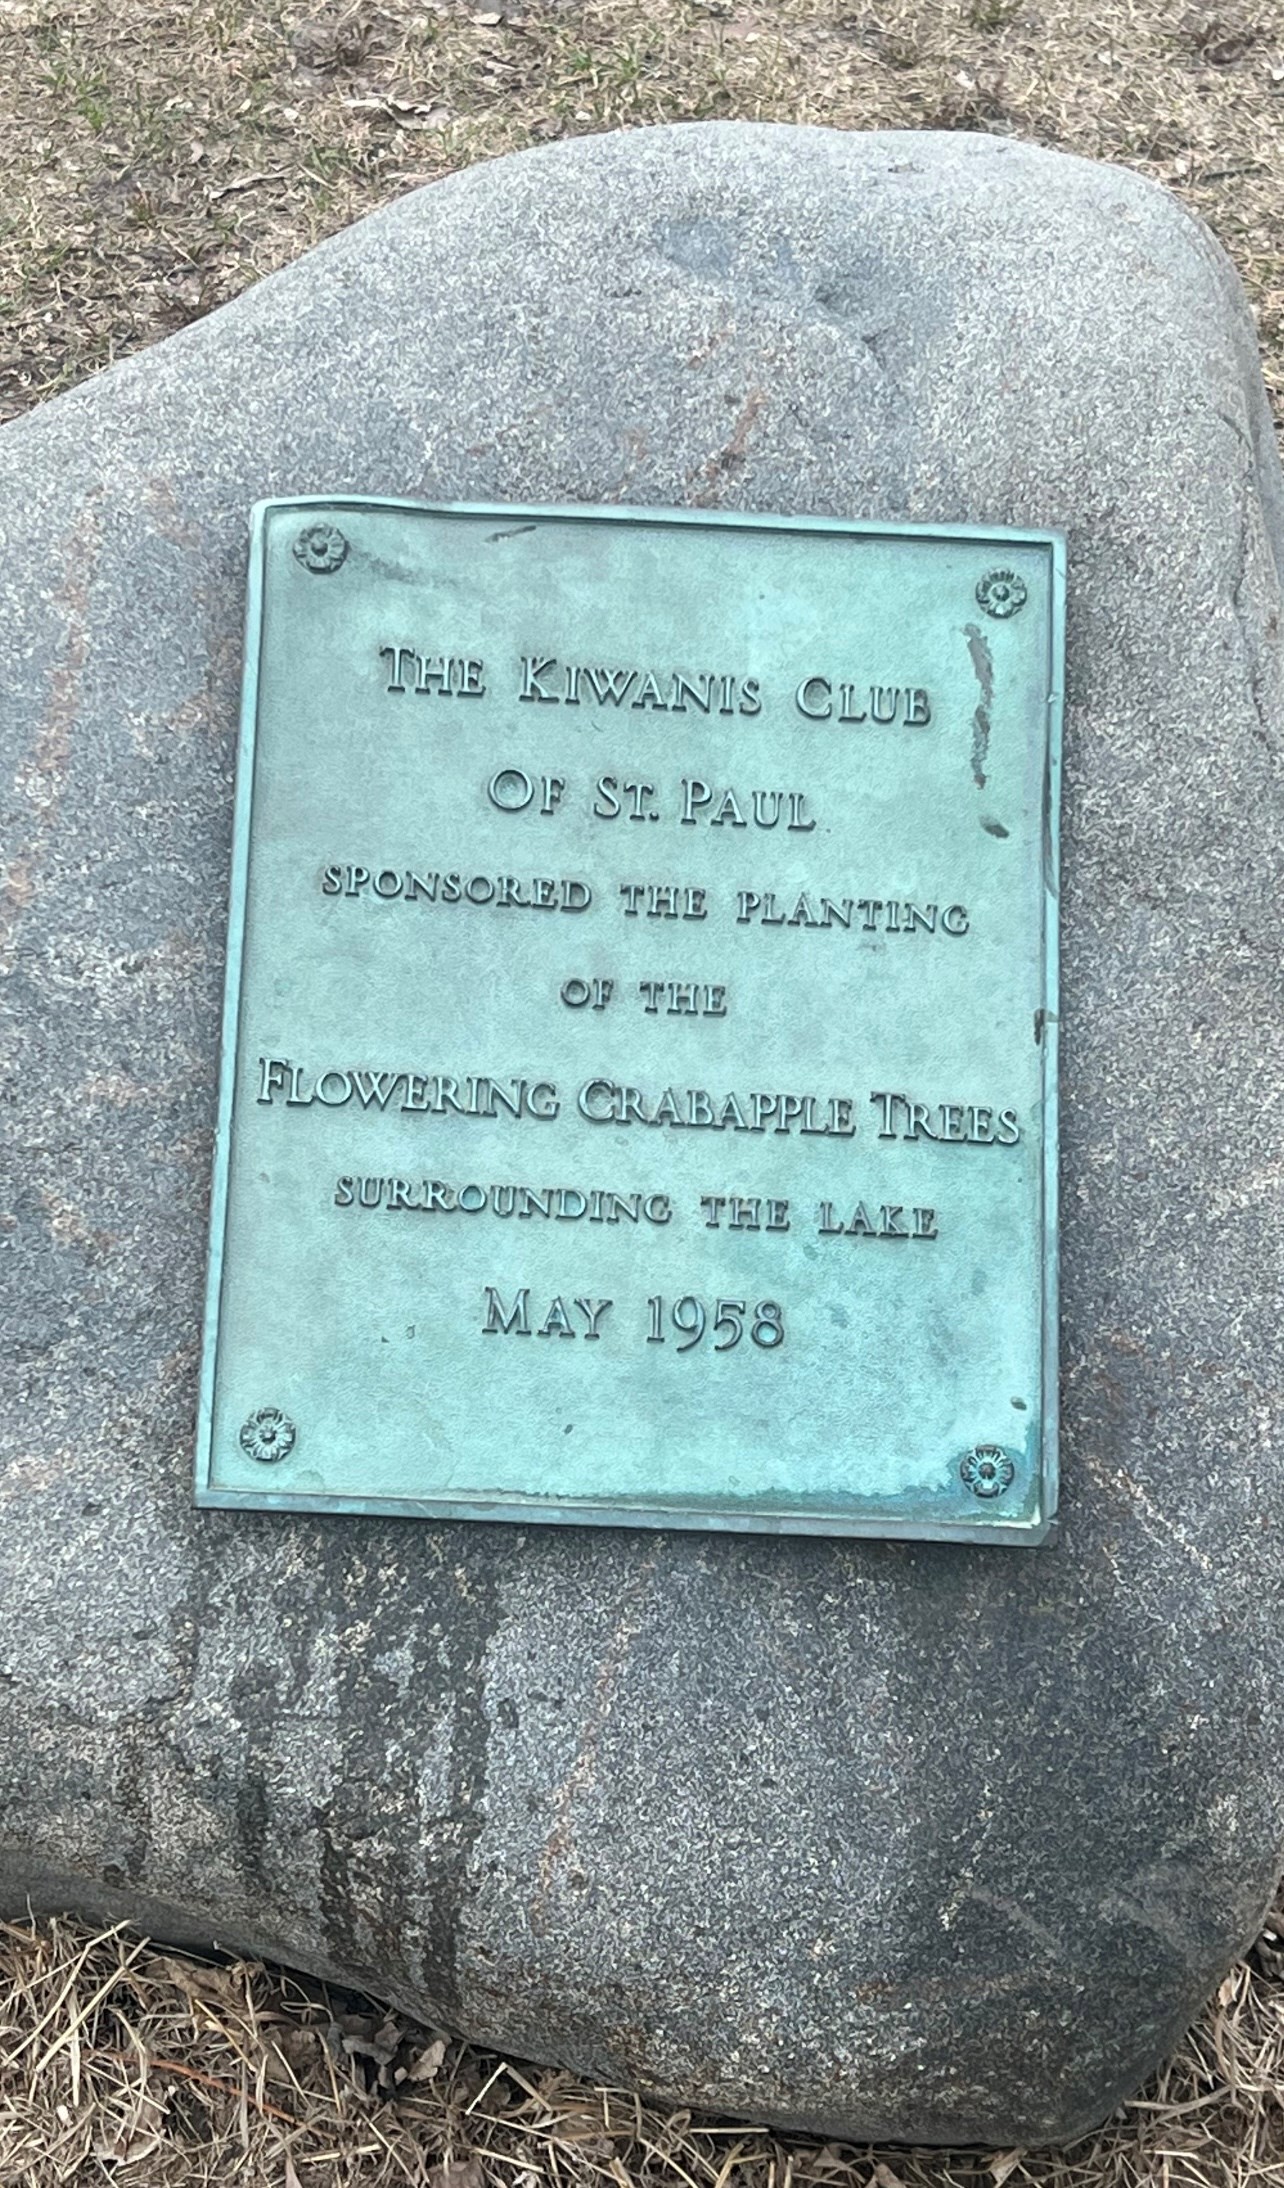 The Kiwanis Club
Of St. Paul
sponsored the planting
of the
Flowering Crabapple Trees
surrounding the lake
May 1958